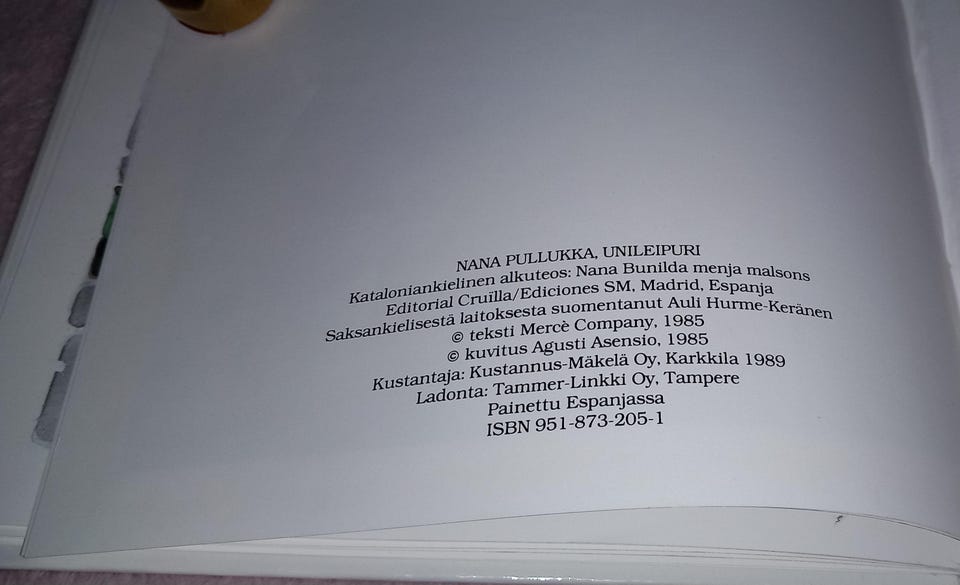 NANA PULLUKKA, UNILEIPURI
Kataloniankielinen alkuteos: Nana Bunilda menja malsons
Editorial Cruïlla/Ediciones SM, Madrid, Espanja
Saksankielisestä laitoksesta suomentanut Auli Hurme-Keränen
© teksti Mercè Company, 1985
© kuvitus Agusti Asensio, 1985
Kustantaja: Kustannus-Mäkelä Oy, Karkkila 1989
Ladonta: Tammer-Linkki Oy, Tampere
Painettu Espanjassa
ISBN 951-873-205-1